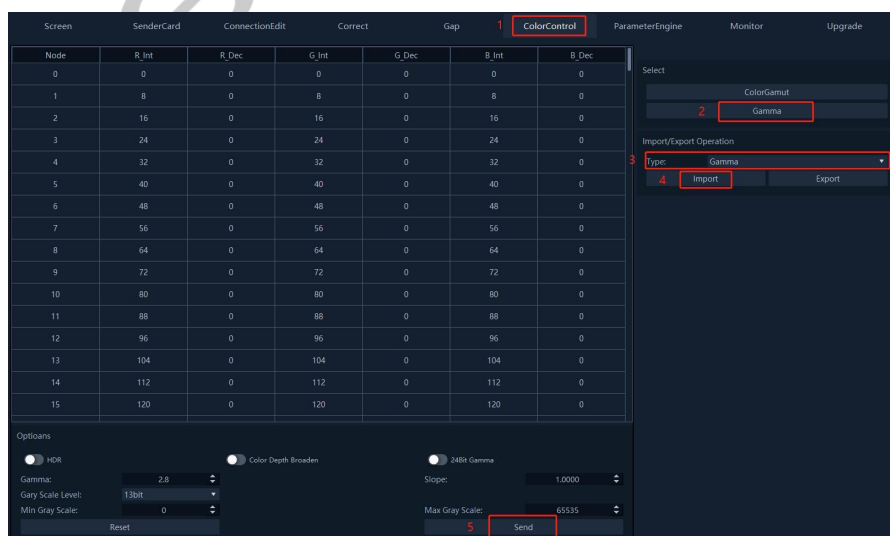 Screen SenderCard ConnectionEdit Correct Gap 1 ColorControl ParameterEngine Monitor Upgrade
Node R_Int R_Dec G_Int G_Dec B_Int B_Dec
0 0 0 0 0 0 0
1 8 0 8 0 8 0
2 16 0 16 0 16 0
3 24 0 24 0 24 0
4 32 0 32 0 32 0
5 40 0 40 0 40 0
6 48 0 48 0 48 0
7 56 0 56 0 56 0
8 64 0 64 0 64 0
9 72 0 72 0 72 0
10 80 0 80 0 80 0
11 88 0 88 0 88 0
12 96 0 96 0 96 0
13 104 0 104 0 104 0
14 112 0 112 0 112 0
15 120 0 120 0 120 0
Select
ColorGamut
2 Gamma
Import/Export Operation
3 Type: Gamma
4 Import Export
Optioans
HDR Color Depth Broaden 24Bit Gamma
Gamma: 2.8 Slope: 1.0000
Gary Scale Level: 13bit
Min Gray Scale: 0 Max Gray Scale: 65535
Reset 5 Send